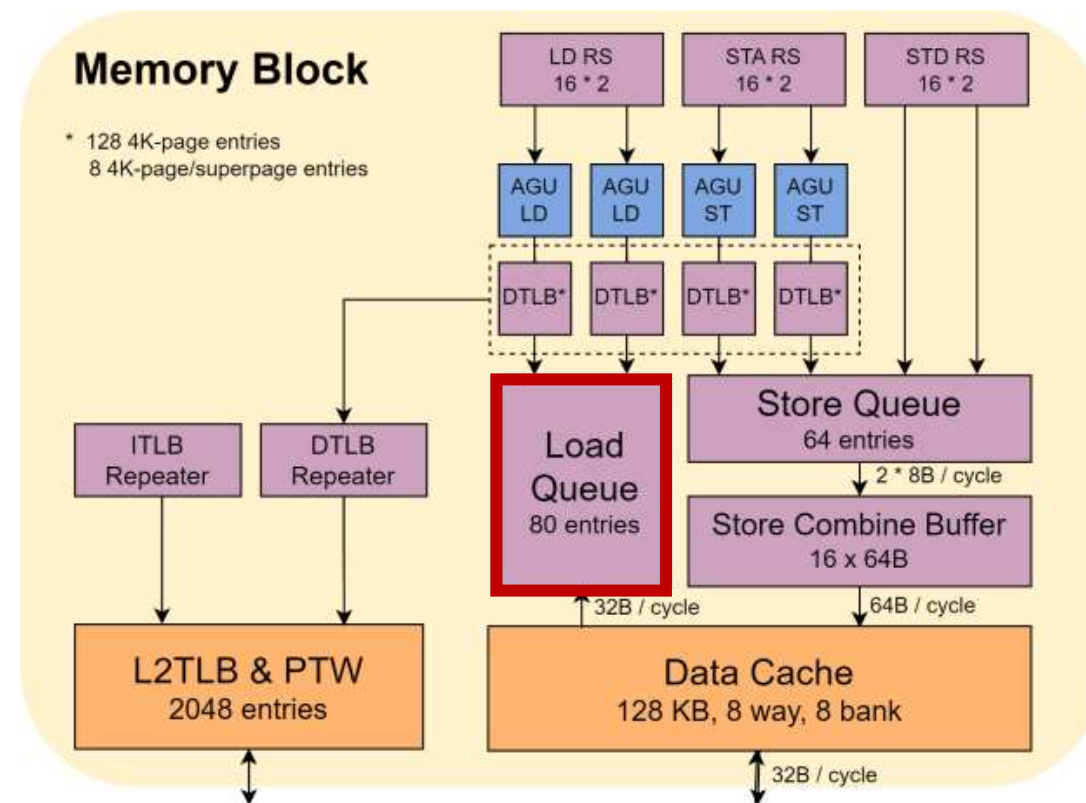 Memory Block
* 128 4K-page entries
8 4K-page/superpage entries
LD RS
16 * 2
STA RS
16 * 2
STD RS
16 * 2
AGU
LD
AGU
LD
AGU
ST
AGU
ST
DTLB*
DTLB*
DTLB*
DTLB*
ITLB
Repeater
DTLB
Repeater
Load
Queue
80 entries
Store Queue
64 entries
2 * 8B / cycle
Store Combine Buffer
16 x 64B
32B / cycle
64B / cycle
L2TLB & PTW
2048 entries
Data Cache
128 KB, 8 way, 8 bank
32B / cycle